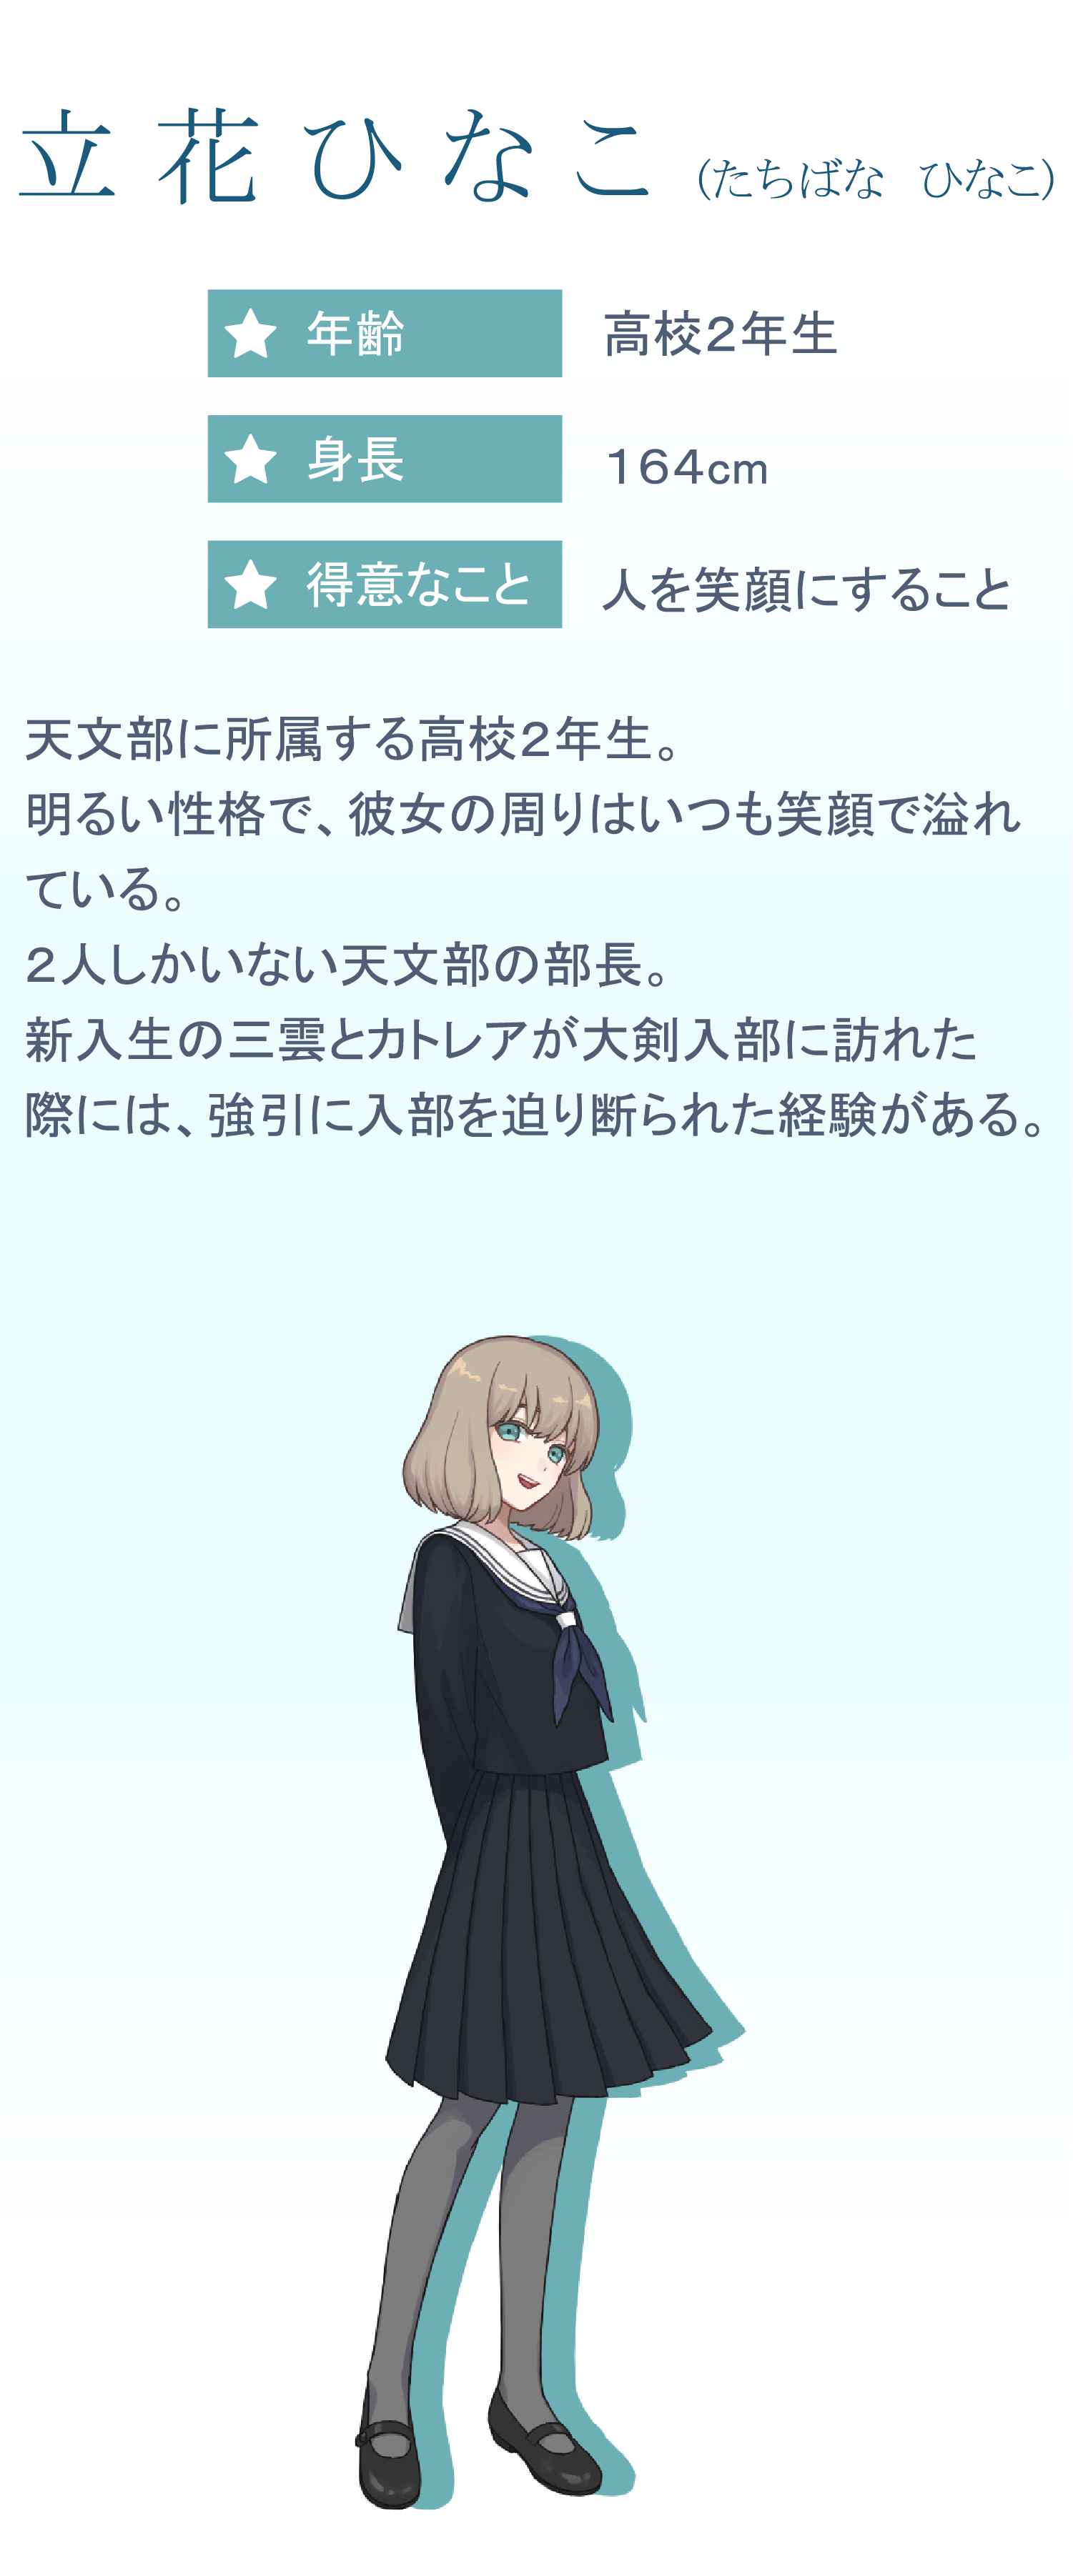 立花ひなこ（たちばな　ひなこ）
★ 年齢 高校２年生
★ 身長 １６４cm
★ 得意なこと 人を笑顔にすること
天文部に所属する高校２年生。
明るい性格で、彼女の周りはいつも笑顔で溢れ
ている。
２人しかいない天文部の部長。
新入生の三雲とカトレアが大剣入部に訪れた
際には、強引に入部を迫り断られた経験がある。